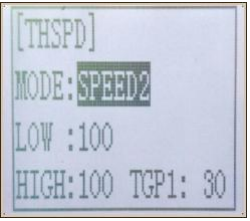 [THSPD]
MODE:SPEED2
LOW :100
HIGH:100 TGP1: 30